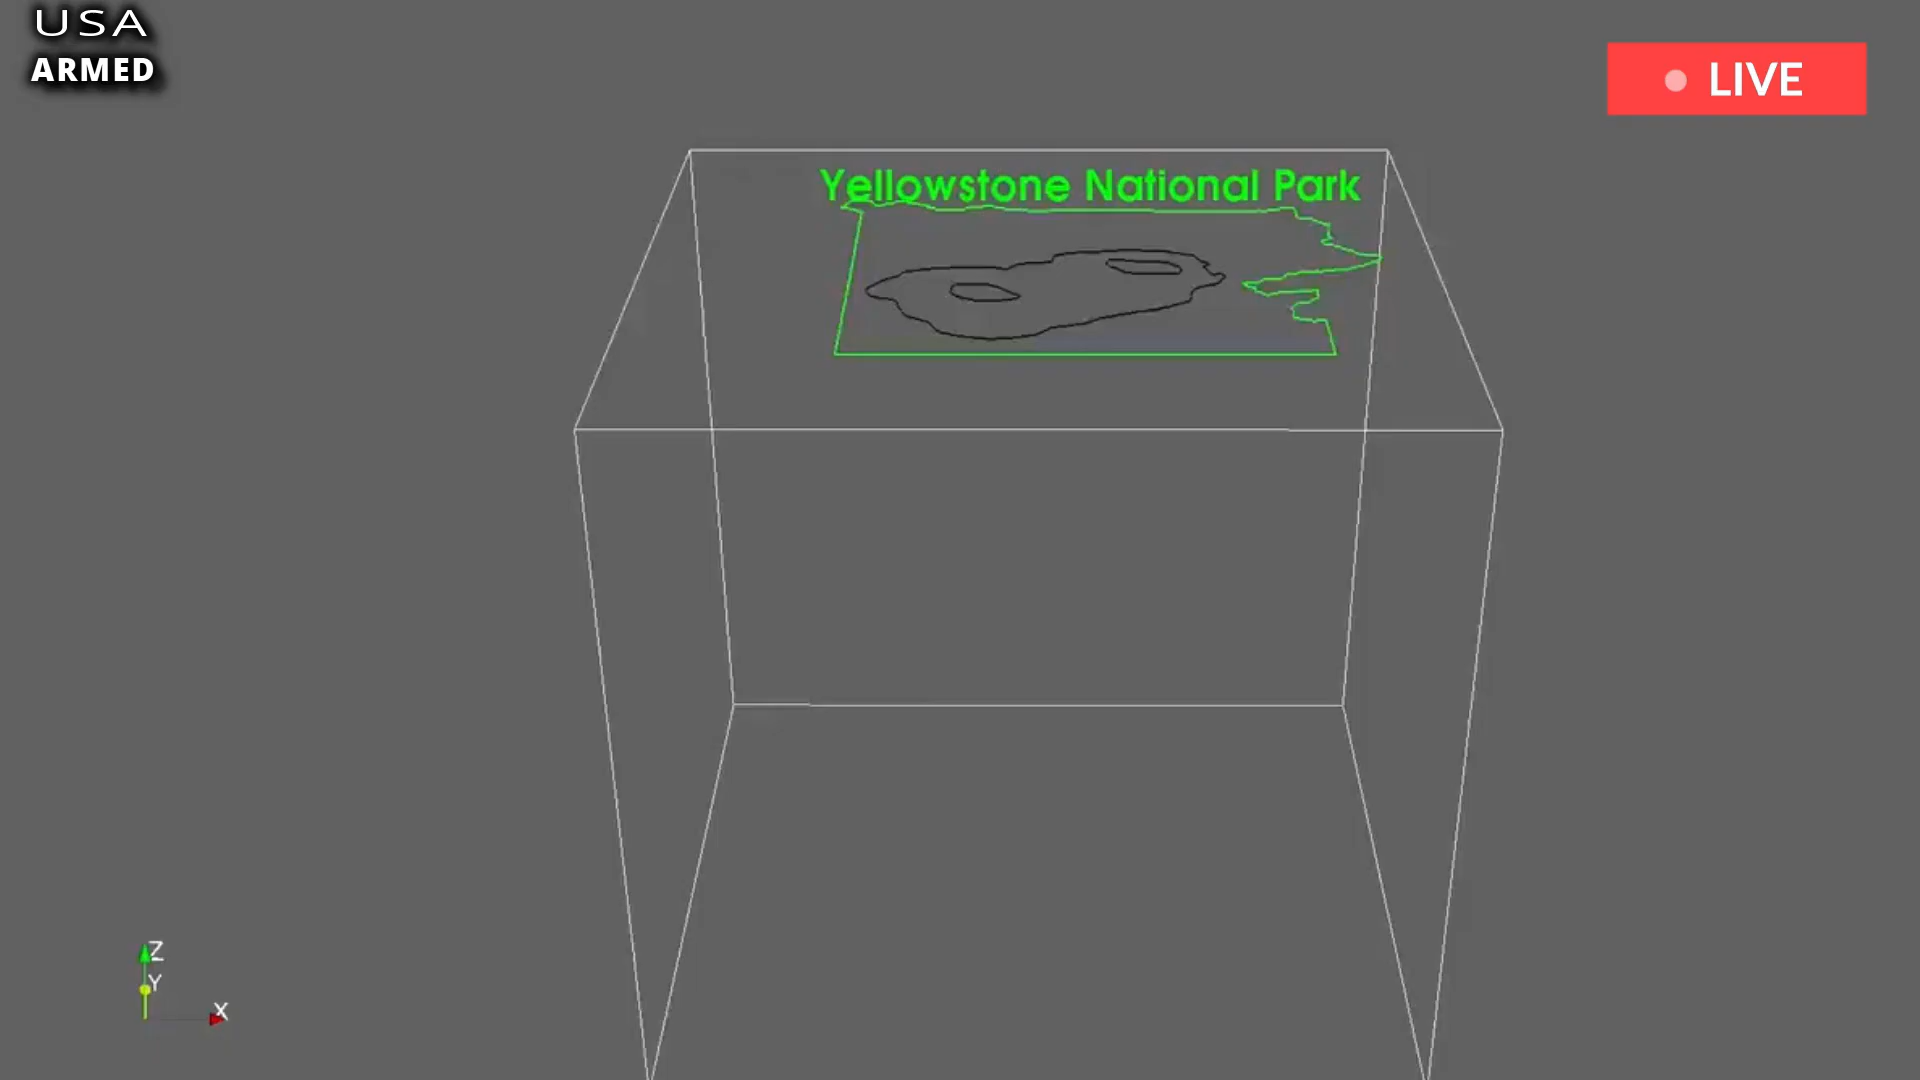 USA
ARMED
LIVE
Yellowstone National Park
Z
Y
X